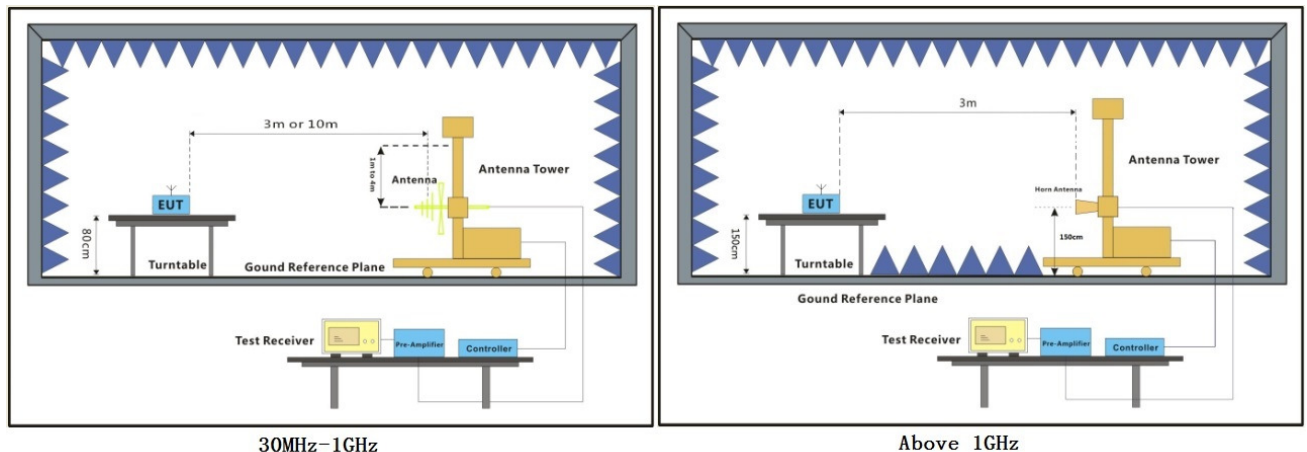 3m or 10m
1m to 4m
Antenna
Antenna Tower
EUT
80cm
Turntable
Gound Reference Plane
Test Receiver
Pre-Amplifier
Controller
30MHz-1GHz
3m
Antenna Tower
Horn Antenna
EUT
150cm
150cm
Turntable
Gound Reference Plane
Test Receiver
Pre-Amplifier
Controller
Above 1GHz